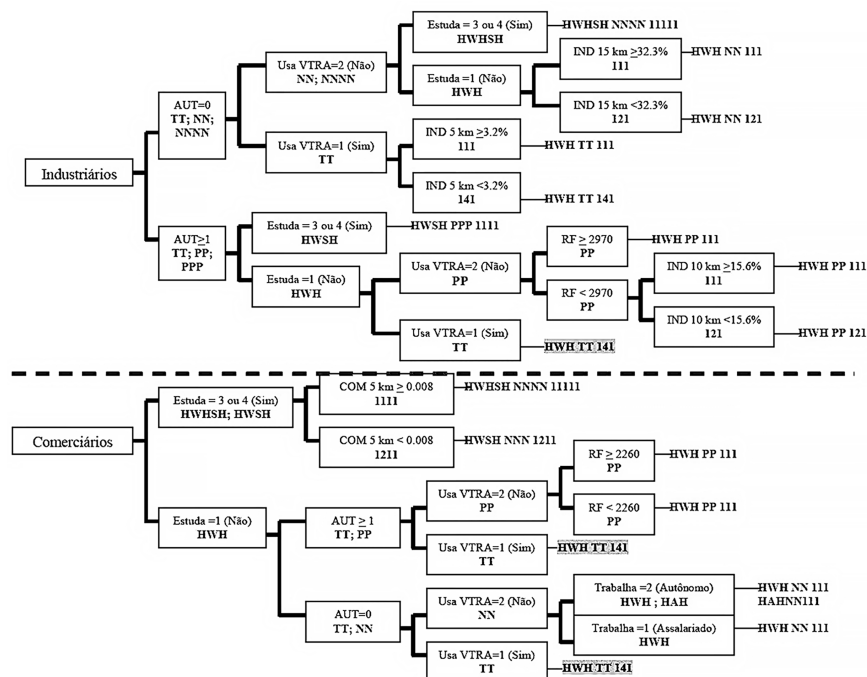 Estuda = 3 ou 4 (Sim)
HWHSH
HWHSH NNNN 11111
Usa VTRA=2 (Não)
NN; NNNN
Estuda =1 (Não)
HWH
IND 15 km ≥32.3%
111
HWH NN 111
IND 15 km <32.3%
121
HWH NN 121
AUT=0
TT; NN;
NNNN
Usa VTRA=1 (Sim)
TT
IND 5 km ≥3.2%
111
HWH TT 111
IND 5 km <3.2%
141
HWH TT 141
Industriários
AUT≥1
TT; PP;
PPP
Estuda = 3 ou 4 (Sim)
HWSH
HWSH PPP 1111
Estuda =1 (Não)
HWH
Usa VTRA=2 (Não)
PP
RF ≥ 2970
PP
HWH PP 111
RF < 2970
PP
IND 10 km ≥15.6%
111
HWH PP 111
IND 10 km <15.6%
121
HWH PP 121
Usa VTRA=1 (Sim)
TT
HWH TT 141
Comerciários
Estuda = 3 ou 4 (Sim)
HWHSH; HWSH
COM 5 km ≥ 0.008
1111
HWHSH NNNN 11111
COM 5 km < 0.008
1211
HWSH NNN 1211
Estuda =1 (Não)
HWH
AUT ≥ 1
TT; PP
Usa VTRA=2 (Não)
PP
RF ≥ 2260
PP
HWH PP 111
RF < 2260
PP
HWH PP 111
Usa VTRA=1 (Sim)
TT
HWH TT 141
AUT=0
TT; NN
Usa VTRA=2 (Não)
NN
Trabalha =2 (Autônomo)
HWH ; HAH
HWH NN 111
HAHNN111
Trabalha =1 (Assalariado)
HWH
HWH NN 111
Usa VTRA=1 (Sim)
TT
HWH TT 141